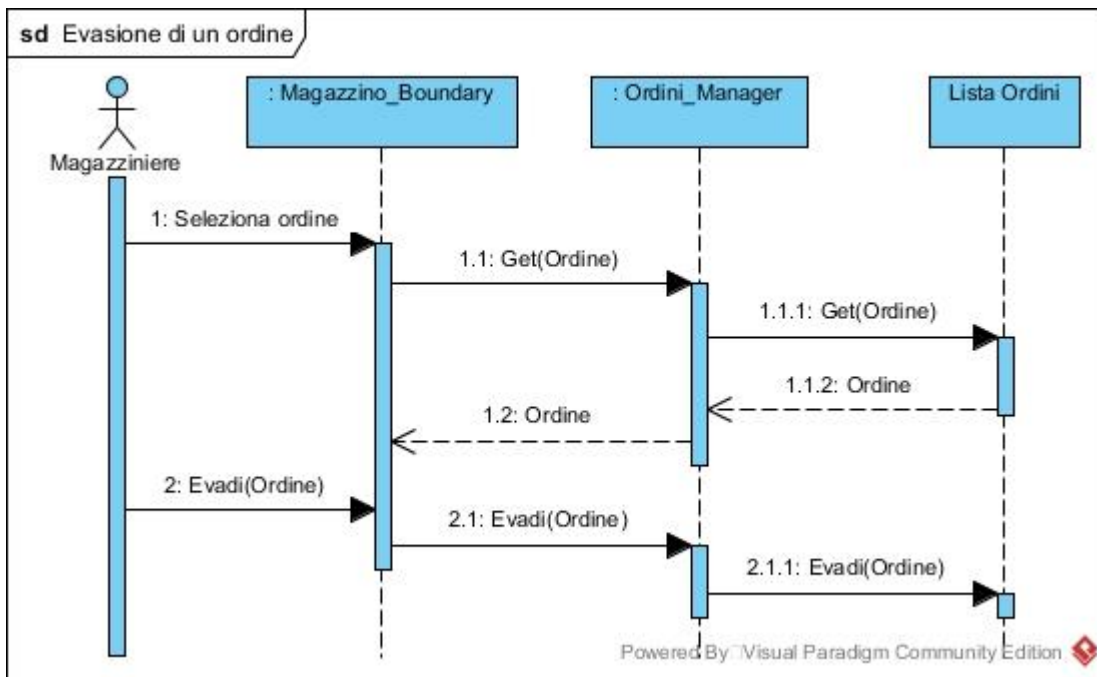 sd Evasione di un ordine
: Magazzino_Boundary
: Ordini_Manager
Lista Ordini
Magazziniere
1: Seleziona ordine
1.1: Get(Ordine)
1.1.1: Get(Ordine)
1.1.2: Ordine
1.2: Ordine
2: Evadi(Ordine)
2.1: Evadi(Ordine)
2.1.1: Evadi(Ordine)
Powered By Visual Paradigm Community Edition